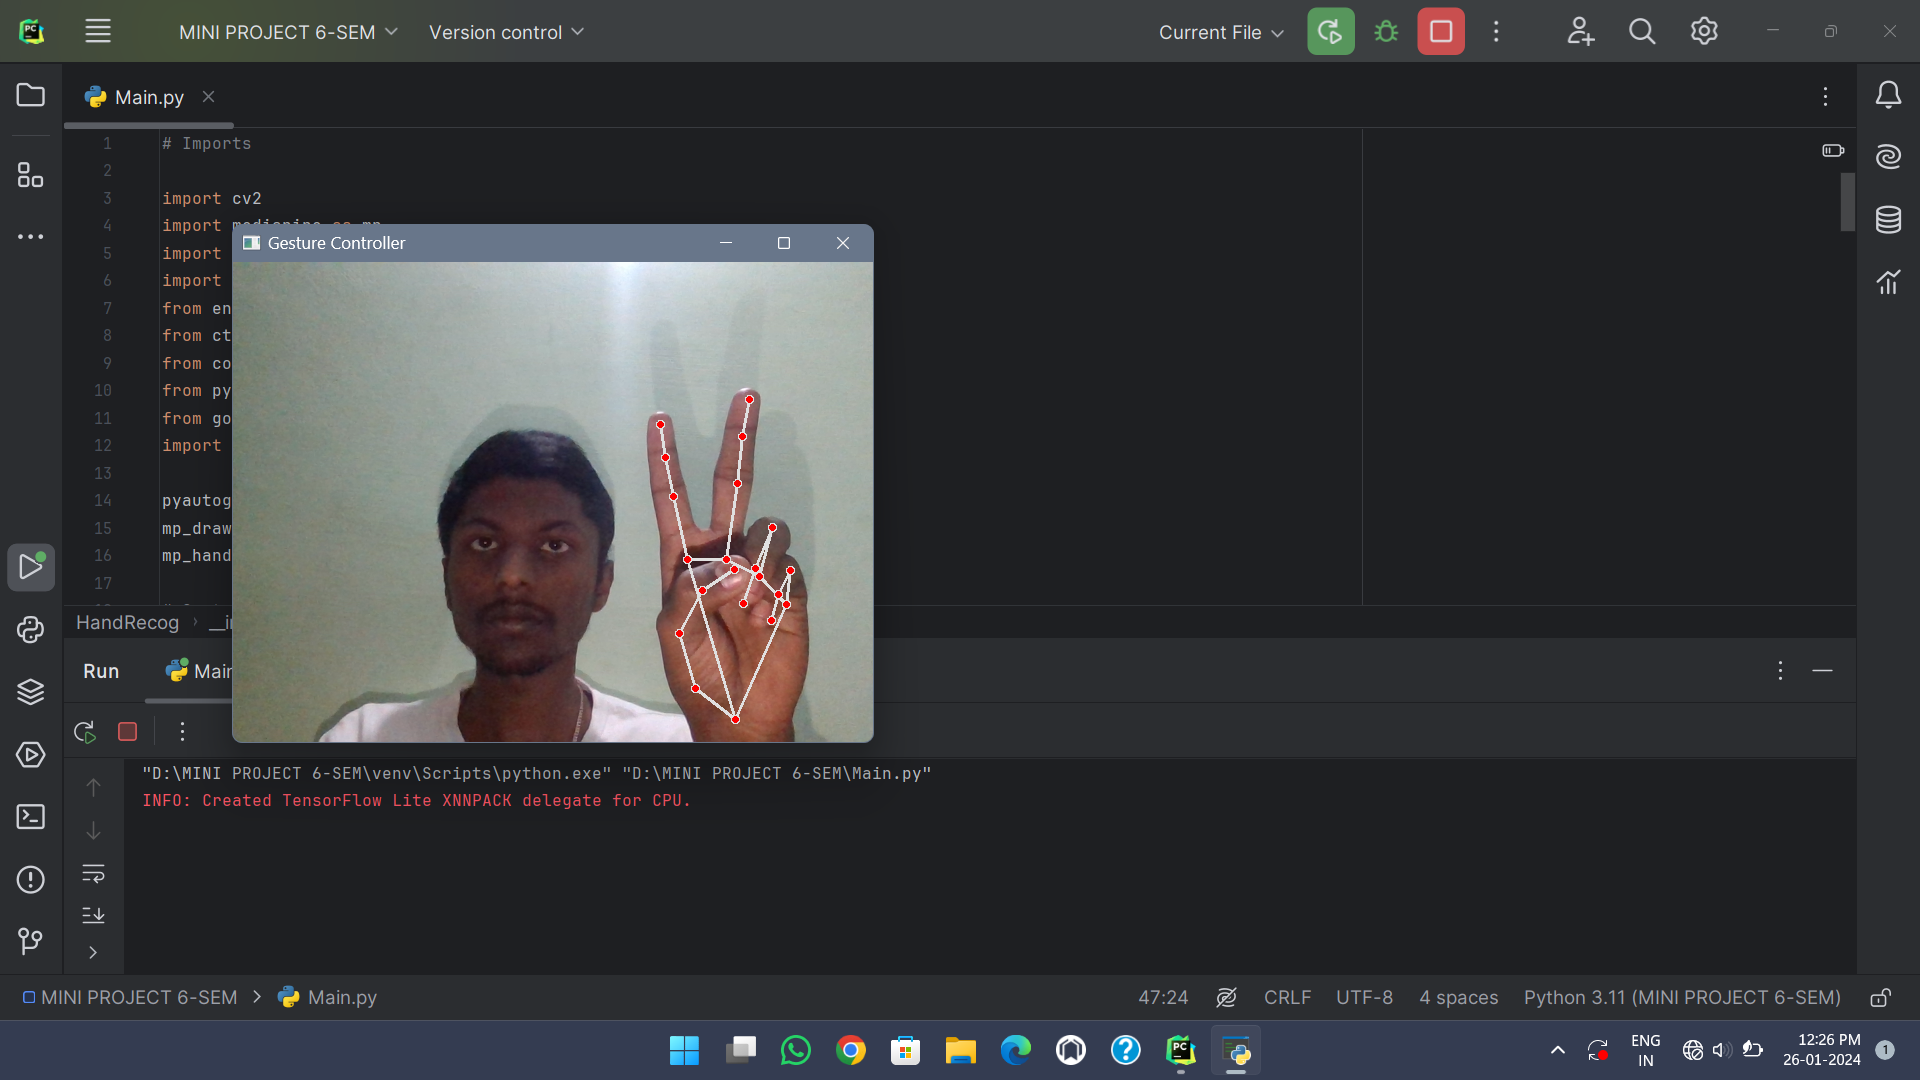 MINI PROJECT 6-SEM
Version control
Current File
Main.py
1 # Imports
2
3 import cv2
4 import mediapipe as mp
5 import
6 import
7 from en
8 from ct
9 from co
10 from py
11 from go
12 import
13
14 pyautog
15 mp_draw
16 mp_hand
17
Gesture Controller
HandRecog
Run
Main
"D:\MINI PROJECT 6-SEM\venv\Scripts\python.exe" "D:\MINI PROJECT 6-SEM\Main.py"
INFO: Created TensorFlow Lite XNNPACK delegate for CPU.
MINI PROJECT 6-SEM > Main.py
47:24
CRLF
UTF-8
4 spaces
Python 3.11 (MINI PROJECT 6-SEM)
ENG
IN
12:26 PM
26-01-2024
1